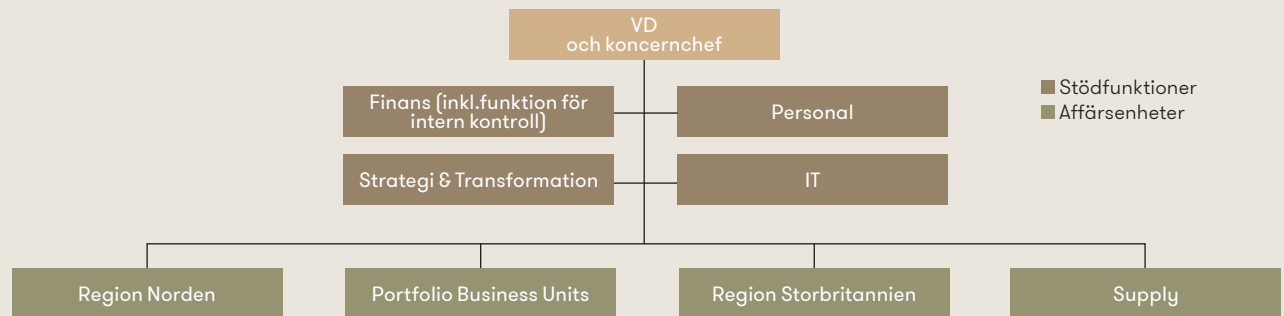 VD
och koncernchef
Finans (inkl.funktion för
intern kontroll)
Personal
Stödfunktioner
Affärsenheter
Strategi & Transformation
IT
Region Norden
Portfolio Business Units
Region Storbritannien
Supply